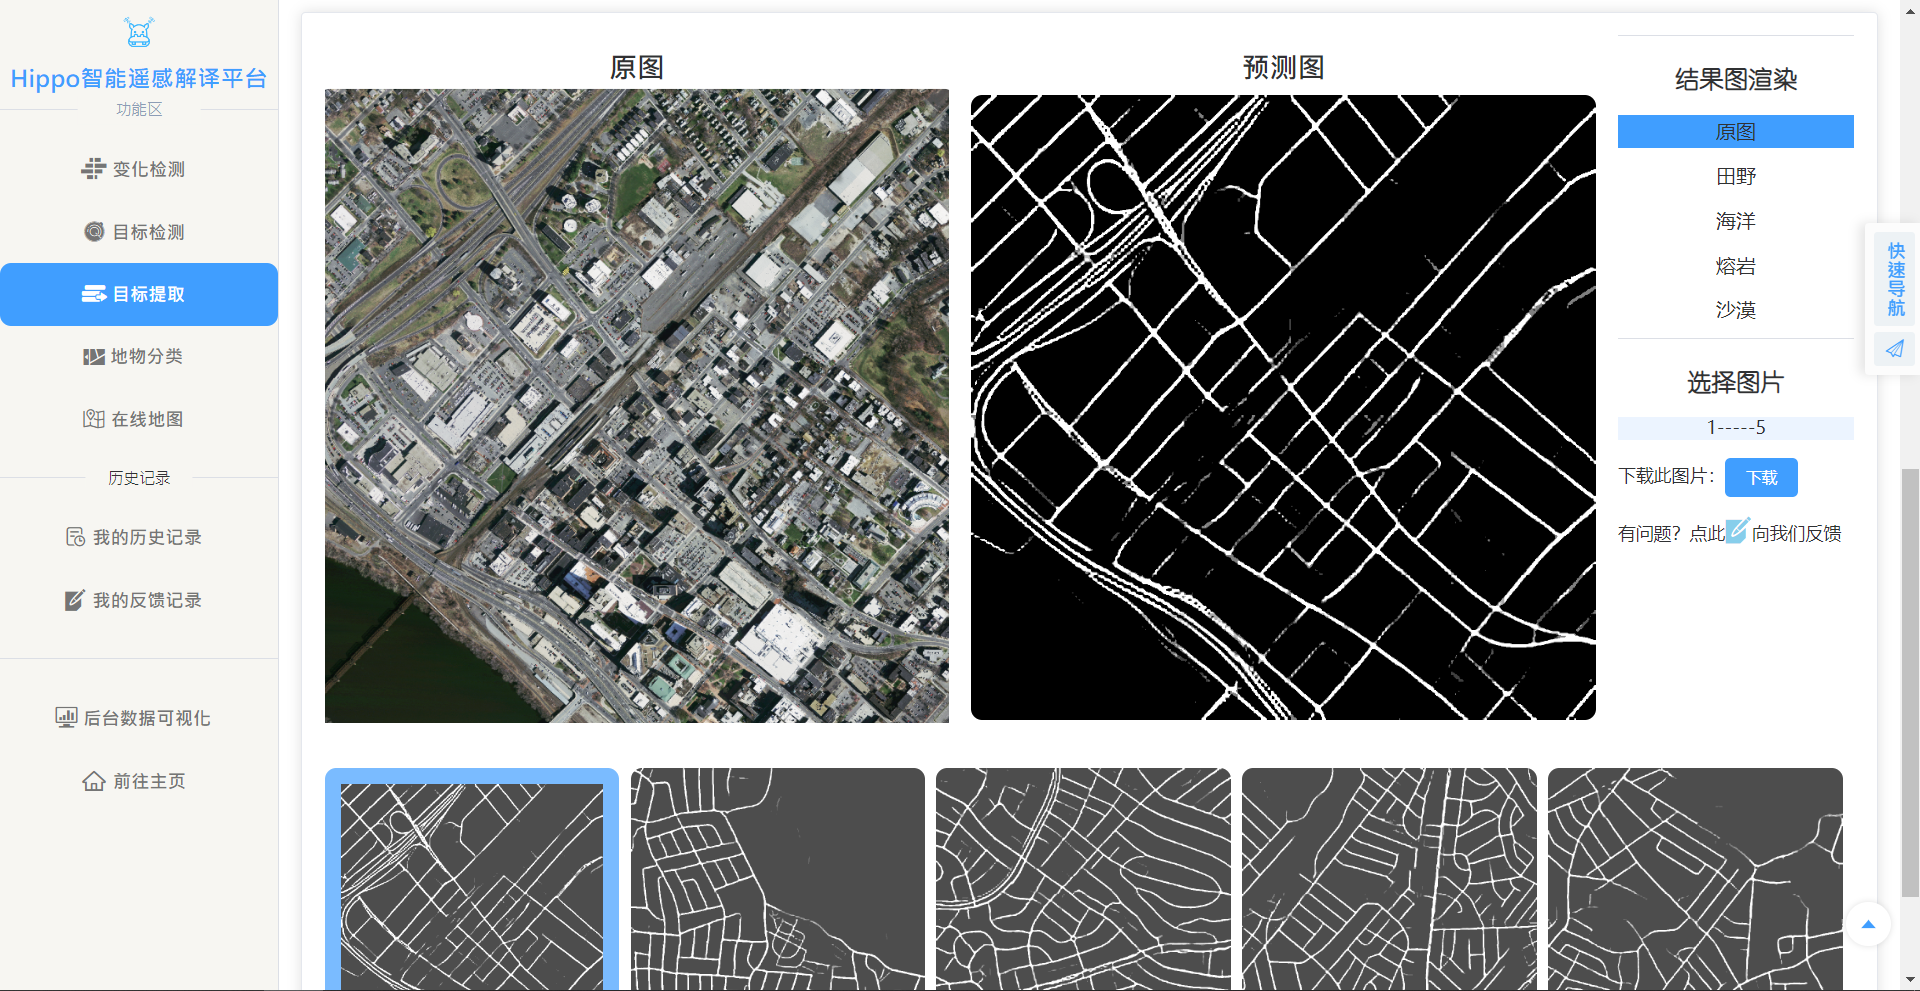 Hippo智能遥感解译平台
功能区
变化检测
目标检测
目标提取
地物分类
在线地图
历史记录
我的历史记录
我的反馈记录
后台数据可视化
前往主页
原图
预测图
结果图渲染
原图
田野
海洋
熔岩
沙漠
选择图片
1-----5
下载此图片：
下载
有问题？点此
向我们反馈
快速导航